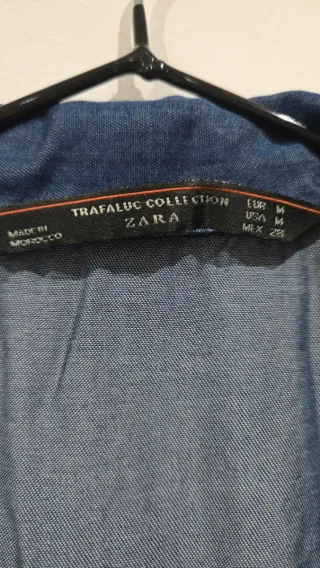 TRAFALUC COLLECTION
ZARA
MADE IN
MOROCCO
EUR M
USA M
MEX 28